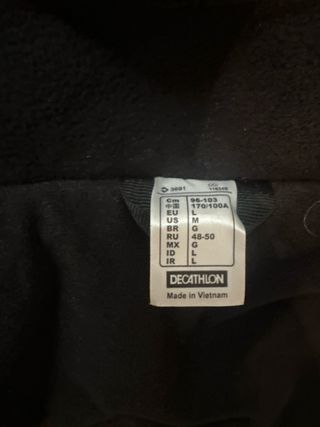 3691
Cm 96-103
中国 170/100A
EU L
US M
BR G
RU 48-50
MX G
ID L
IR L
DECATHLON
Made in Vietnam